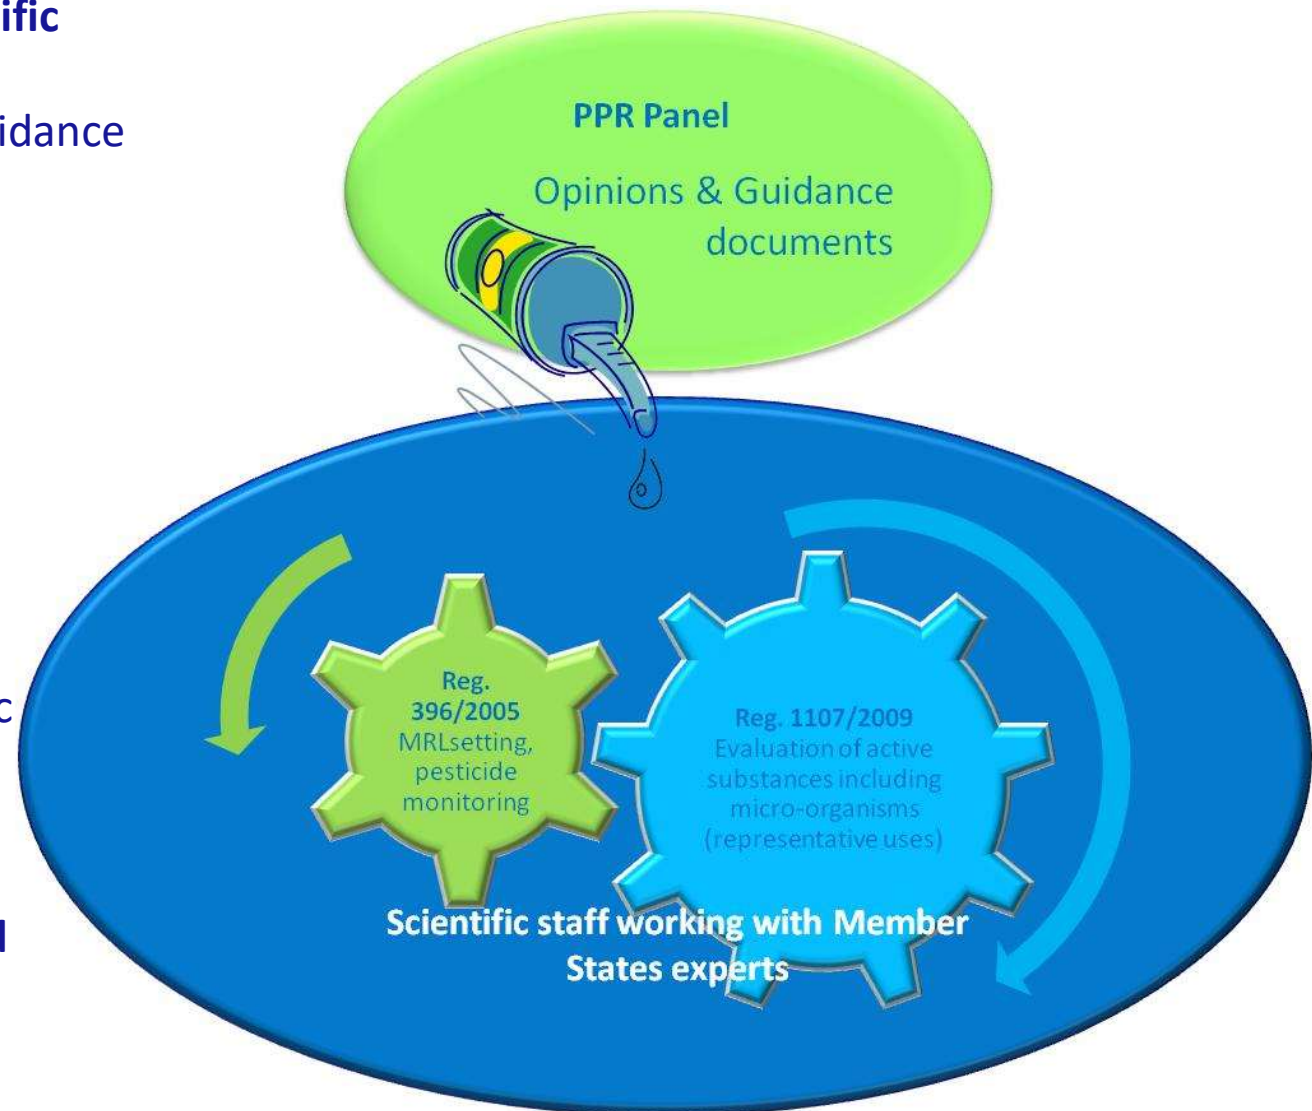 ific
idance
c
l
PPR Panel
Opinions & Guidance
documents
Reg.
396/2005
MRLsetting,
pesticide
monitoring
Reg. 1107/2009
Evaluation of active
substances including
micro-organisms
(representative uses)
Scientific staff working with Member
States experts